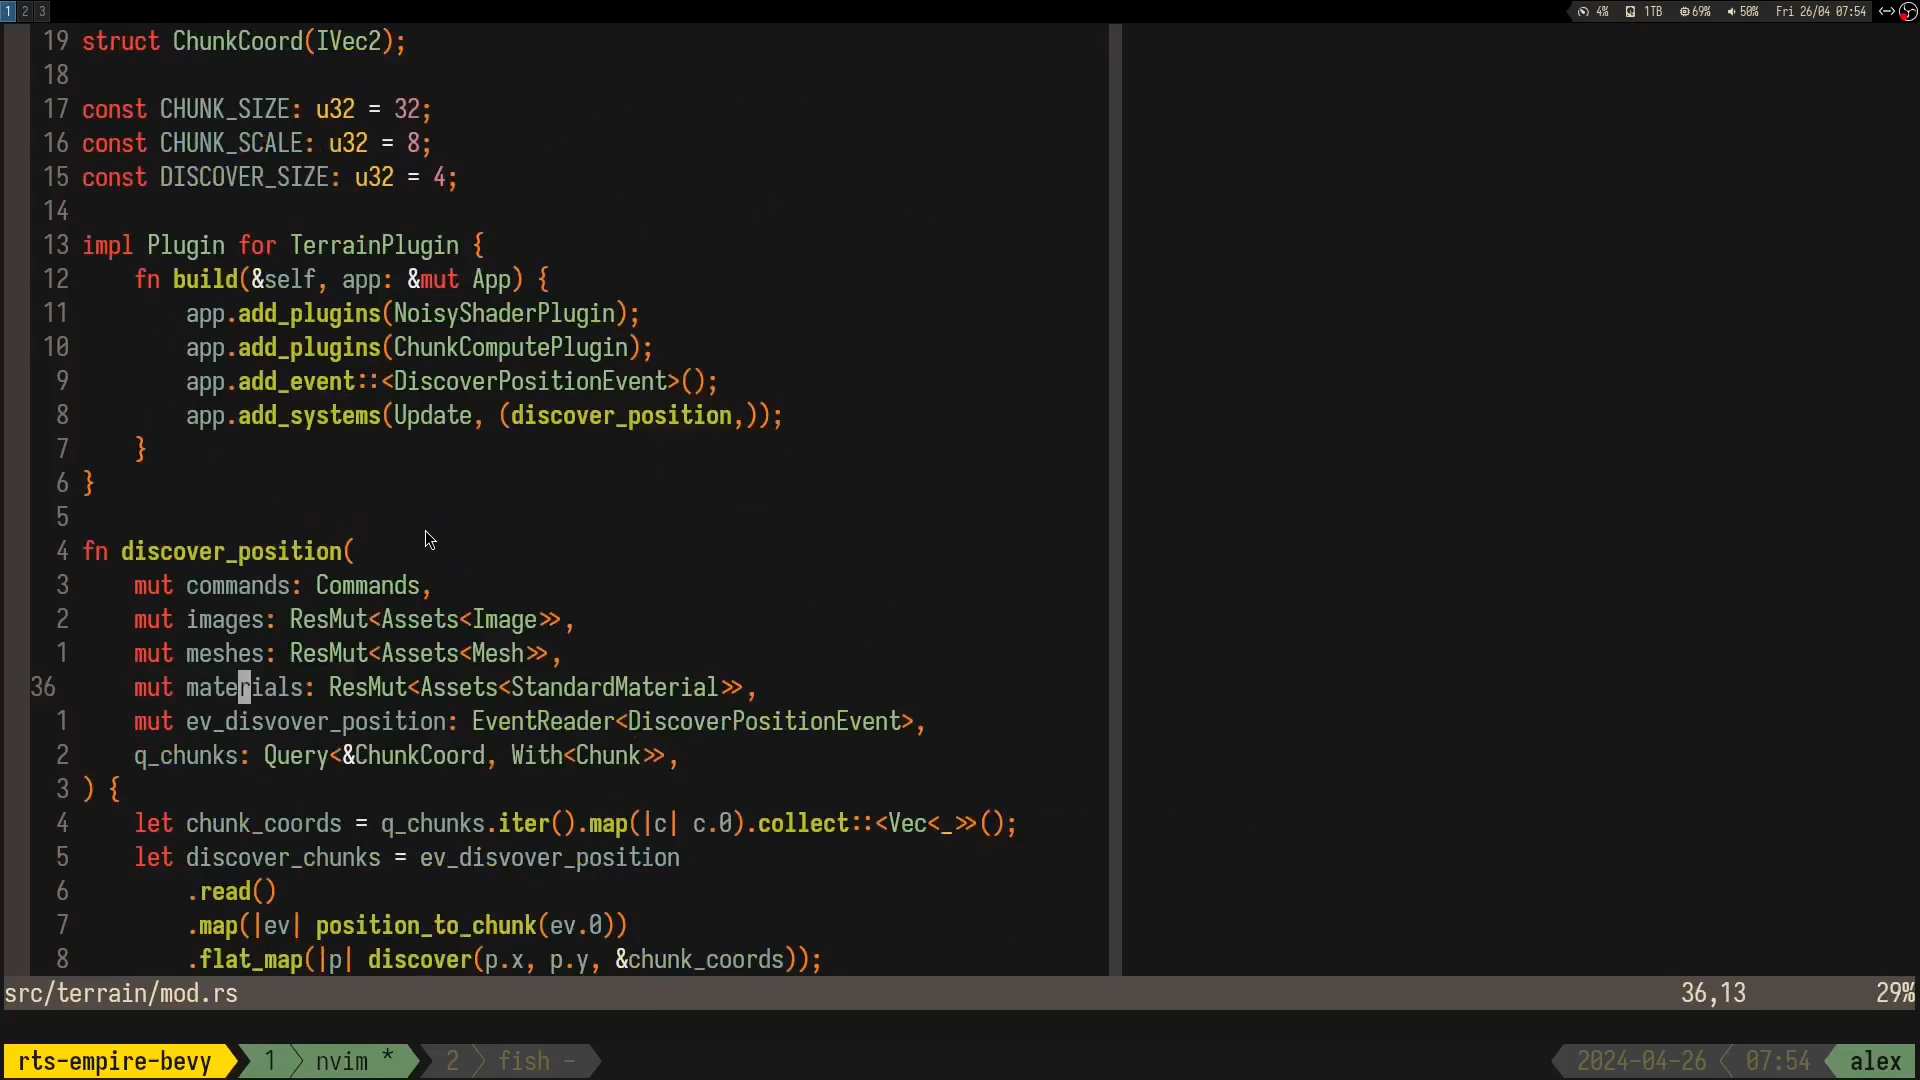 1 2 3
4% 1TB 69% 50% Fri 26/04 07:54
19 struct ChunkCoord(IVec2);
18
17 const CHUNK_SIZE: u32 = 32;
16 const CHUNK_SCALE: u32 = 8;
15 const DISCOVER_SIZE: u32 = 4;
14
13 impl Plugin for TerrainPlugin {
12     fn build(&self, app: &mut App) {
11         app.add_plugins(NoisyShaderPlugin);
10         app.add_plugins(ChunkComputePlugin);
9         app.add_event::<DiscoverPositionEvent>();
8         app.add_systems(Update, (discover_position,));
7     }
6 }
5
4 fn discover_position(
3     mut commands: Commands,
2     mut images: ResMut<Assets<Image>>,
1     mut meshes: ResMut<Assets<Mesh>>,
36     mut materials: ResMut<Assets<StandardMaterial>>,
1     mut ev_disvover_position: EventReader<DiscoverPositionEvent>,
2     q_chunks: Query<&ChunkCoord, With<Chunk>>,
3 ) {
4     let chunk_coords = q_chunks.iter().map(|c| c.0).collect::<Vec<_>>();
5     let discover_chunks = ev_disvover_position
6         .read()
7         .map(|ev| position_to_chunk(ev.0))
8         .flat_map(|p| discover(p.x, p.y, &chunk_coords));
src/terrain/mod.rs 36,13 29%
rts-empire-bevy 1 nvim * 2 fish - 2024-04-26 07:54 alex